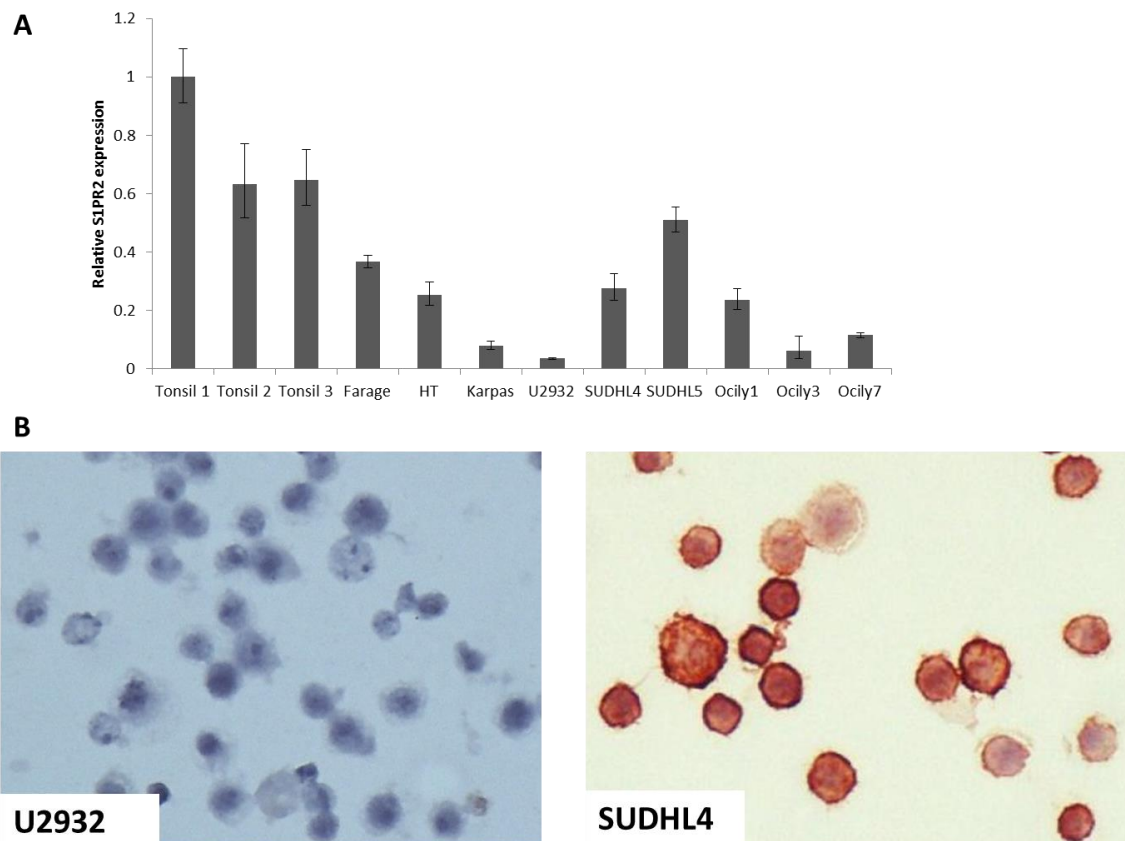 A
1.2
1
0.8
0.6
0.4
0.2
0
Relative S1PR2 expression
Tonsil 1 Tonsil 2 Tonsil 3 Farage HT Karpas U2932 SUDHL4 SUDHL5 Ocily1 Ocily3 Ocily7
B
U2932
SUDHL4